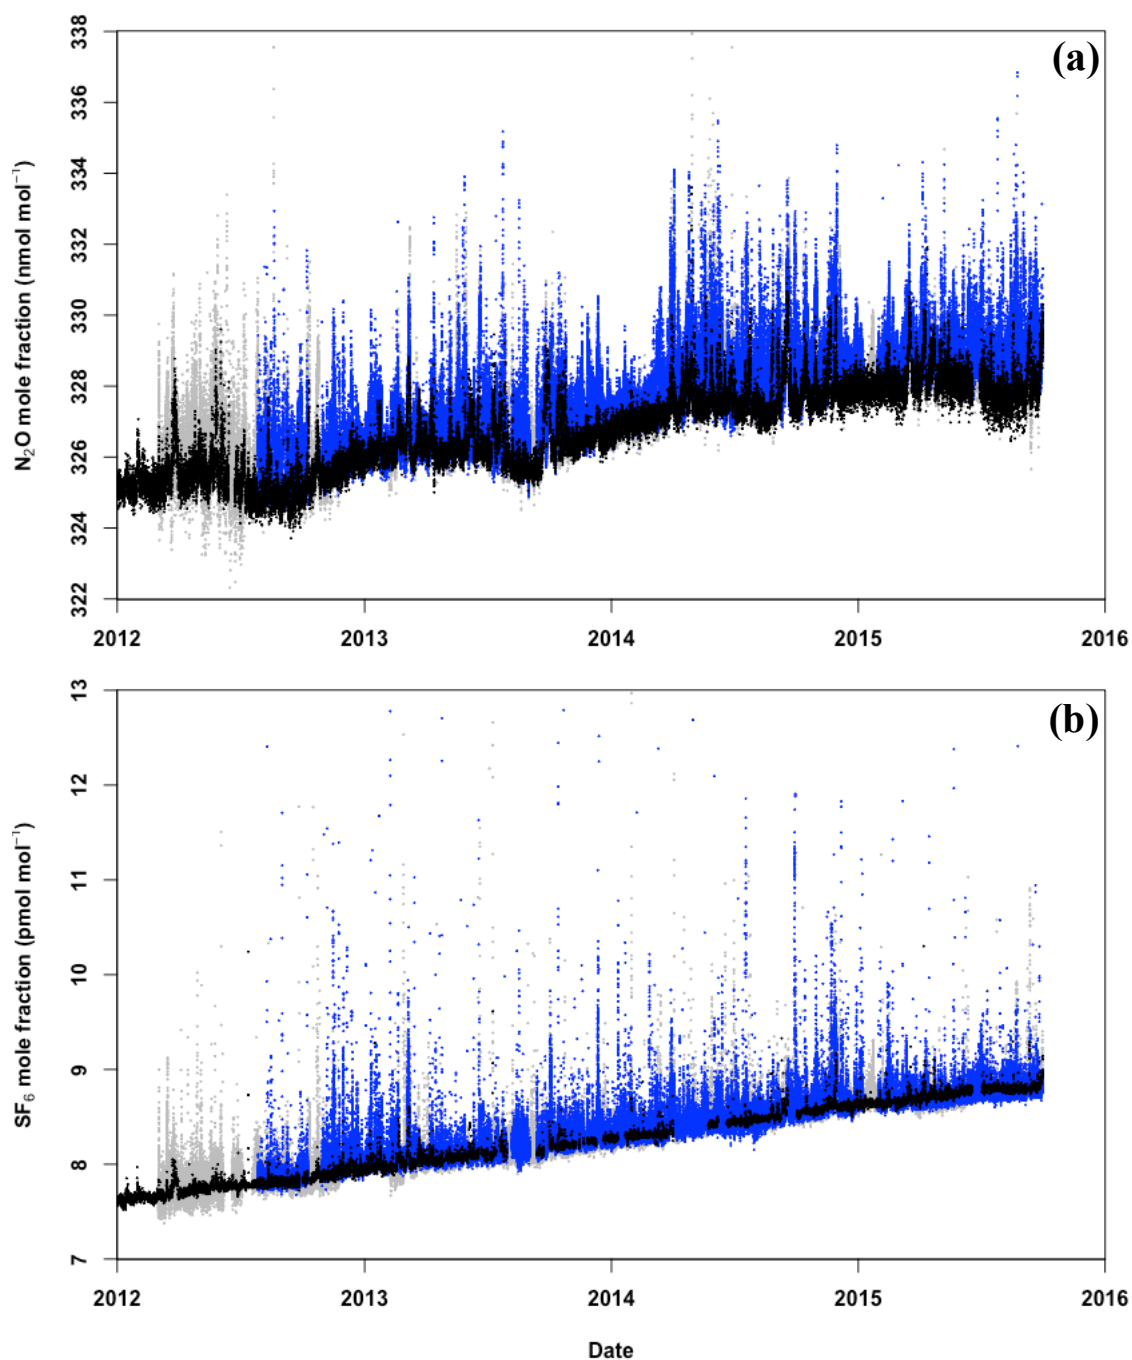 (a)
N₂O mole fraction (nmol mol⁻¹)
338
336
334
332
330
328
326
324
322
2012 2013 2014 2015 2016
(b)
SF₆ mole fraction (pmol mol⁻¹)
13
12
11
10
9
8
7
2012 2013 2014 2015 2016
Date